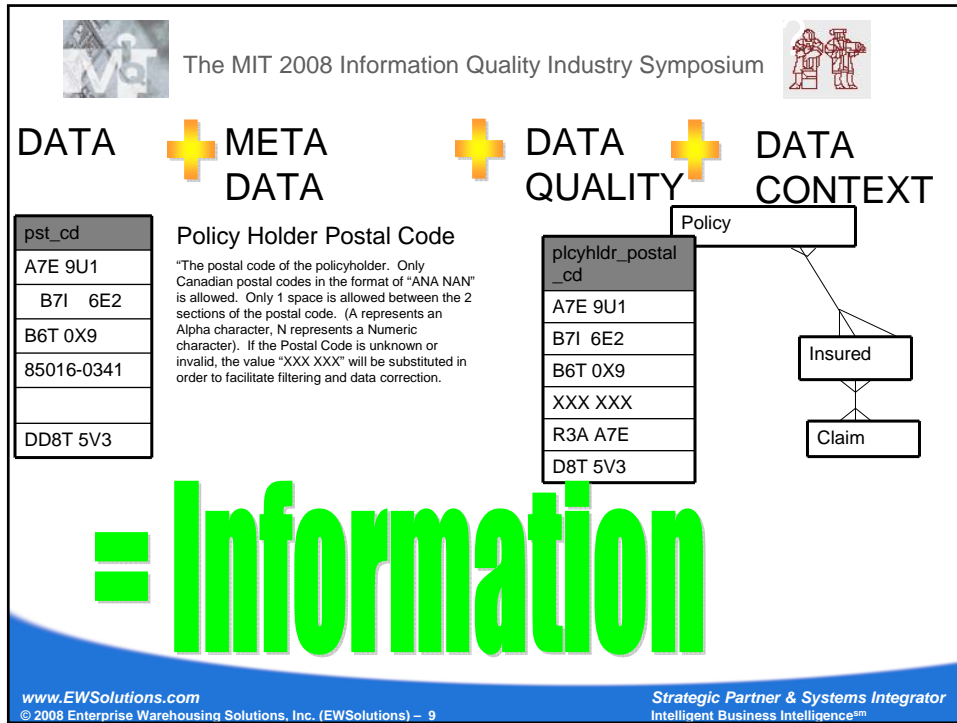 The MIT 2008 Information Quality Industry Symposium
DATA
META
DATA
DATA
QUALITY
DATA
CONTEXT
pst_cd
A7E 9U1
B7I 6E2
B6T 0X9
85016-0341
DD8T 5V3
Policy Holder Postal Code
"The postal code of the policyholder. Only
Canadian postal codes in the format of "ANA NAN"
is allowed. Only 1 space is allowed between the 2
sections of the postal code. (A represents an
Alpha character, N represents a Numeric
character). If the Postal Code is unknown or
invalid, the value "XXX XXX" will be substituted in
order to facilitate filtering and data correction.
plcyhldr_postal
_cd
A7E 9U1
B7I 6E2
B6T 0X9
XXX XXX
R3A A7E
D8T 5V3
Policy
Insured
Claim
= Information
www.EWSolutions.com
© 2008 Enterprise Warehousing Solutions, Inc. (EWSolutions) – 9
Strategic Partner & Systems Integrator
Intelligent Business Intelligence℠